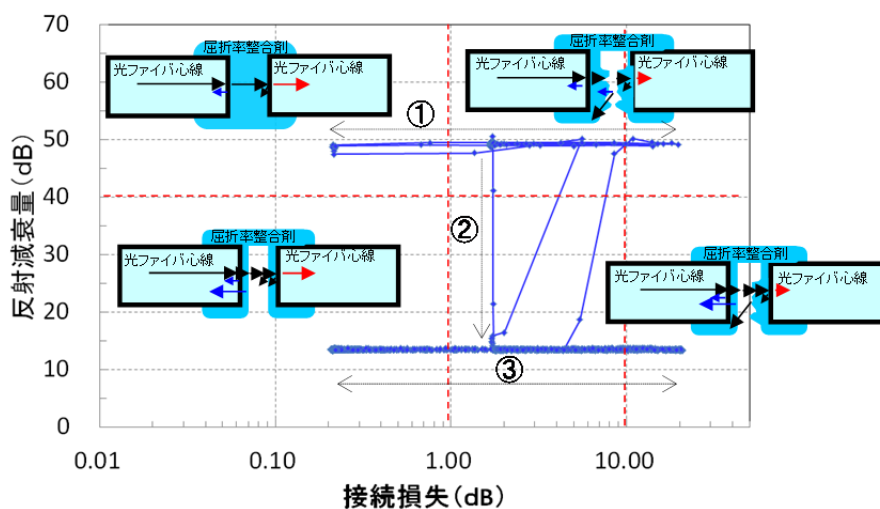 70
60
50
40
30
20
10
0
反射減衰量(dB)
屈折率整合剤
光ファイバ心線
光ファイバ心線
屈折率整合剤
光ファイバ心線
光ファイバ心線
①
②
屈折率整合剤
光ファイバ心線
光ファイバ心線
屈折率整合剤
光ファイバ心線
光ファイバ心線
③
0.01
0.10
1.00
10.00
接続損失(dB)